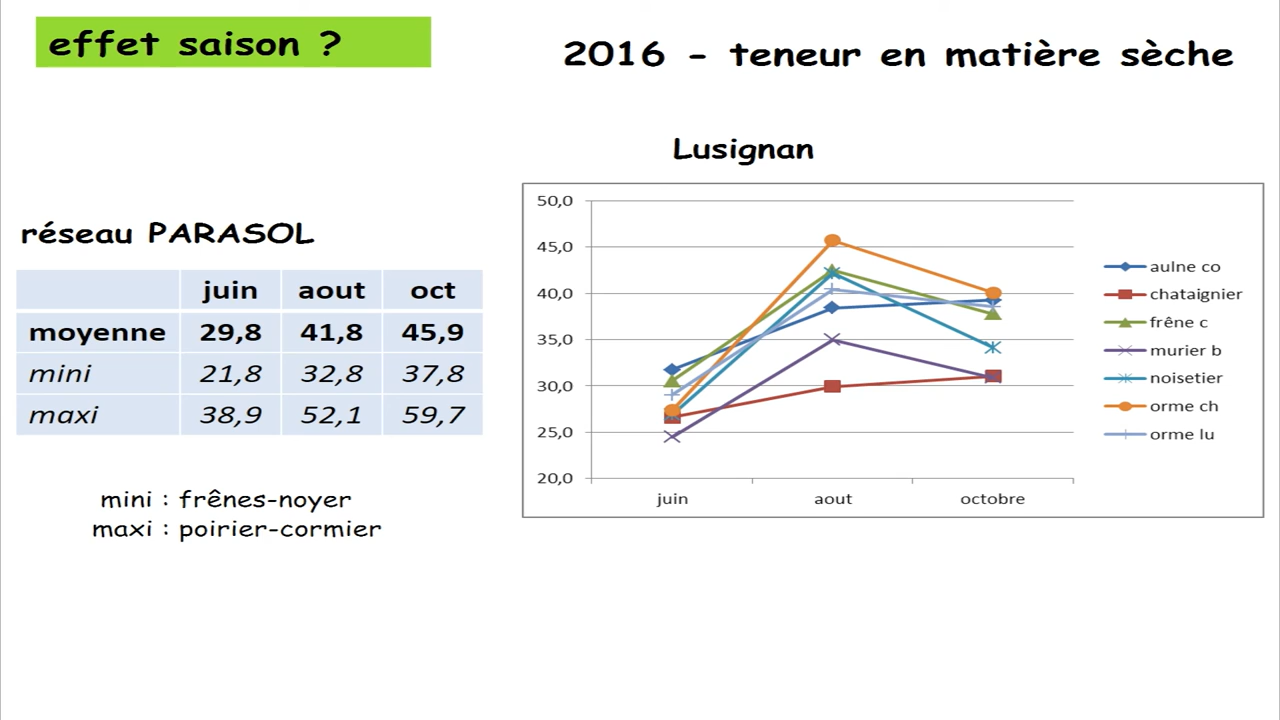 effet saison ?
2016 - teneur en matière sèche
Lusignan
réseau PARASOL
juin aout oct
moyenne 29,8 41,8 45,9
mini 21,8 32,8 37,8
maxi 38,9 52,1 59,7
mini : frênes-noyer
maxi : poirier-cormier
50,0
45,0
40,0
35,0
30,0
25,0
20,0
juin aout octobre
aulne co
chataignier
frêne c
murier b
noisetier
orme ch
orme lu